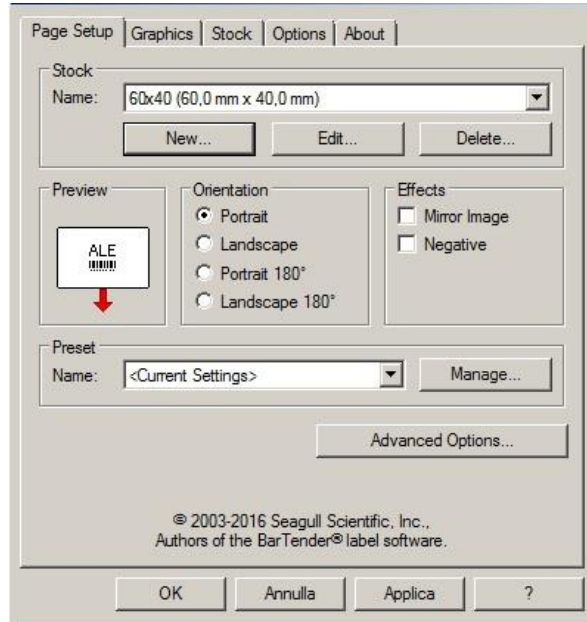 Page Setup Graphics Stock Options About
Stock
Name: 60x40 (60,0 mm x 40,0 mm)
New... Edit... Delete...
Preview Orientation Effects
ALE
Portrait
Landscape
Portrait 180°
Landscape 180°
Mirror Image
Negative
Preset
Name: <Current Settings> Manage...
Advanced Options...
© 2003-2016 Seagull Scientific, Inc.,
Authors of the BarTender® label software.
OK Annulla Applica ?